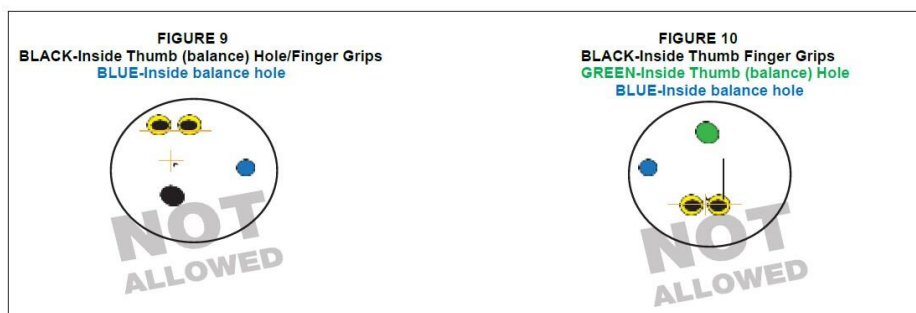 FIGURE 9
BLACK-Inside Thumb (balance) Hole/Finger Grips
BLUE-Inside balance hole
NOT
ALLOWED
FIGURE 10
BLACK-Inside Thumb Finger Grips
GREEN-Inside Thumb (balance) Hole
BLUE-Inside balance hole
NOT
ALLOWED